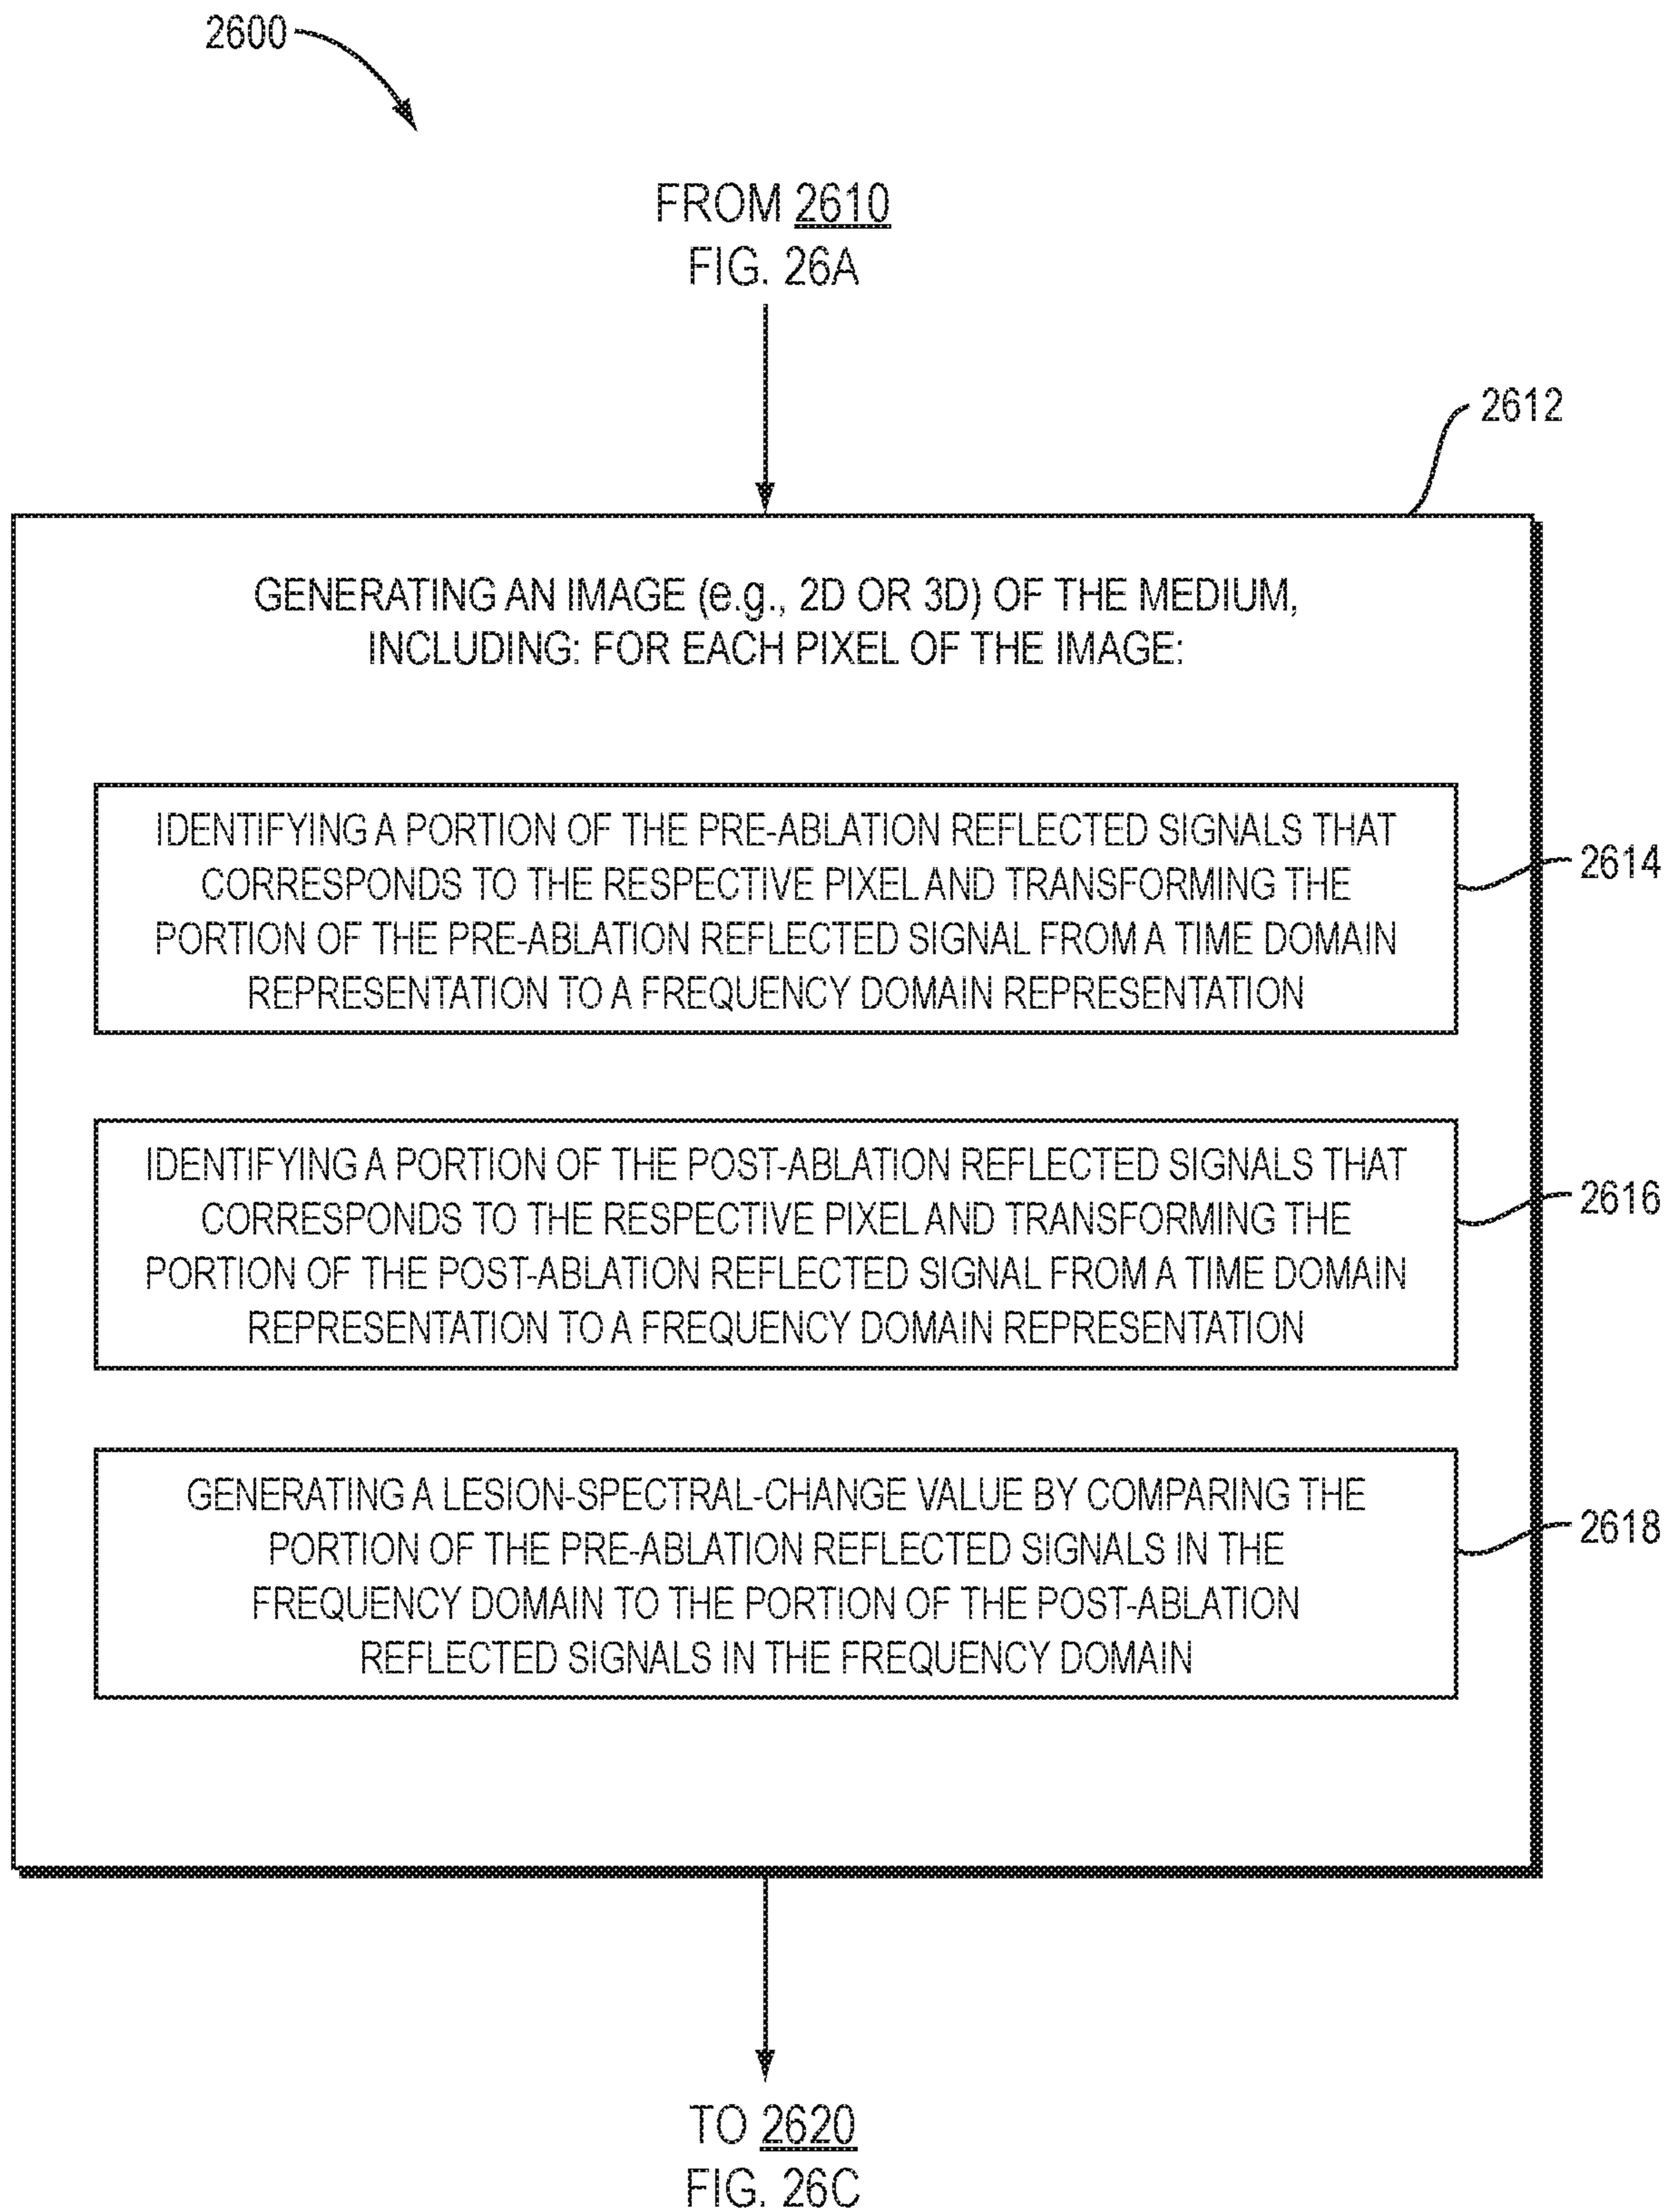 2600
FROM 2610
FIG. 26A
2612
GENERATING AN IMAGE (e.g., 2D OR 3D) OF THE MEDIUM,
INCLUDING: FOR EACH PIXEL OF THE IMAGE:
IDENTIFYING A PORTION OF THE PRE-ABLATION REFLECTED SIGNALS THAT
CORRESPONDS TO THE RESPECTIVE PIXEL AND TRANSFORMING THE
PORTION OF THE PRE-ABLATION REFLECTED SIGNAL FROM A TIME DOMAIN
REPRESENTATION TO A FREQUENCY DOMAIN REPRESENTATION
2614
IDENTIFYING A PORTION OF THE POST-ABLATION REFLECTED SIGNALS THAT
CORRESPONDS TO THE RESPECTIVE PIXEL AND TRANSFORMING THE
PORTION OF THE POST-ABLATION REFLECTED SIGNAL FROM A TIME DOMAIN
REPRESENTATION TO A FREQUENCY DOMAIN REPRESENTATION
2616
GENERATING A LESION-SPECTRAL-CHANGE VALUE BY COMPARING THE
PORTION OF THE PRE-ABLATION REFLECTED SIGNALS IN THE
FREQUENCY DOMAIN TO THE PORTION OF THE POST-ABLATION
REFLECTED SIGNALS IN THE FREQUENCY DOMAIN
2618
TO 2620
FIG. 26C